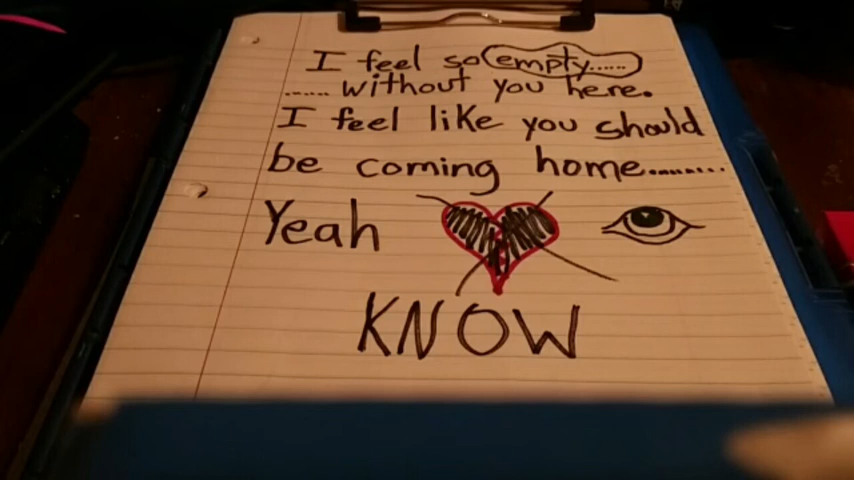 I feel so empty......
...... without you here.
I feel like you should
be coming home........
Yeah
KNOW